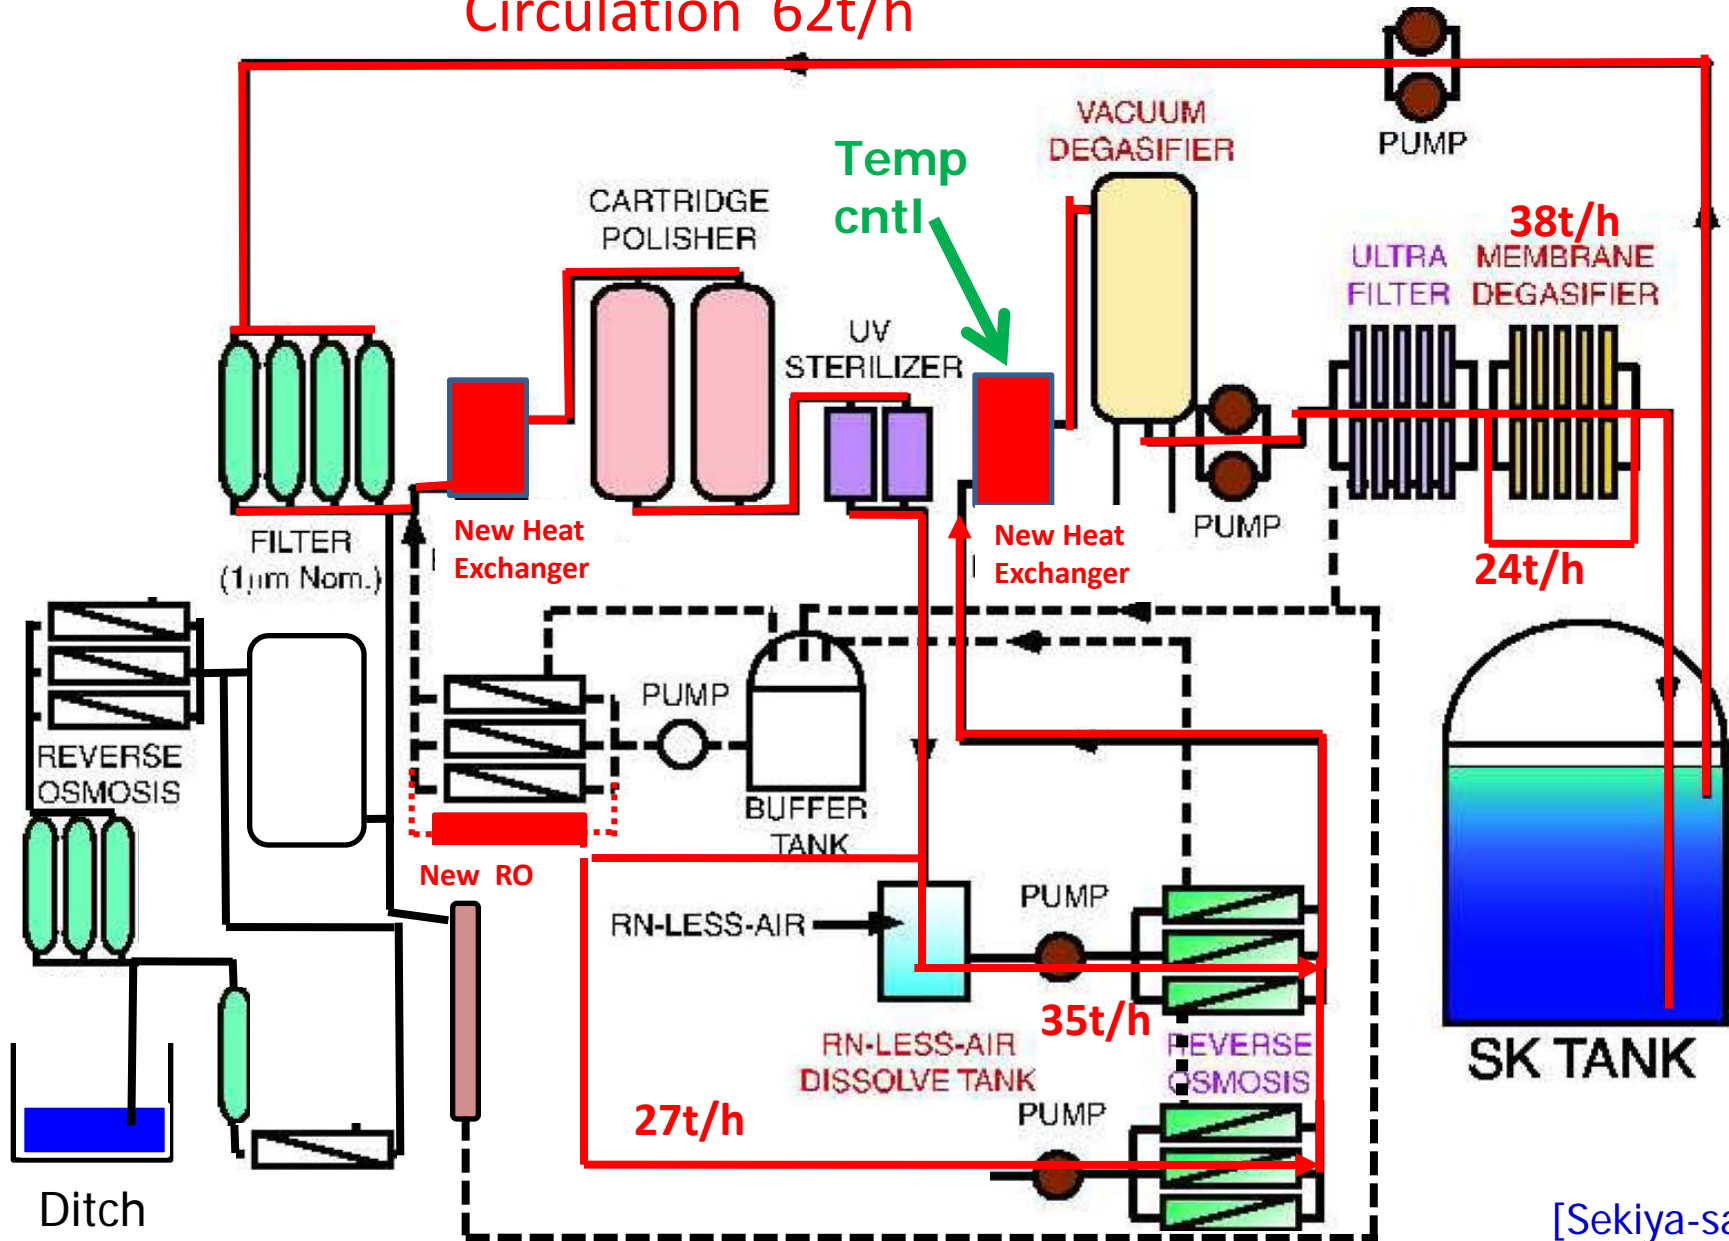 Circulation 62t/h
PUMP
VACUUM
DEGASIFIER
Temp
cntl
CARTRIDGE
POLISHER
38t/h
ULTRA
FILTER
MEMBRANE
DEGASIFIER
UV
STERILIZER
PUMP
New Heat
Exchanger
New Heat
Exchanger
FILTER
(1μm Nom.)
24t/h
PUMP
REVERSE
OSMOSIS
BUFFER
TANK
New RO
PUMP
RN-LESS-AIR
35t/h
RN-LESS-AIR
DISSOLVE TANK
REVERSE
OSMOSIS
SK TANK
27t/h
PUMP
Ditch
[Sekiya-sa